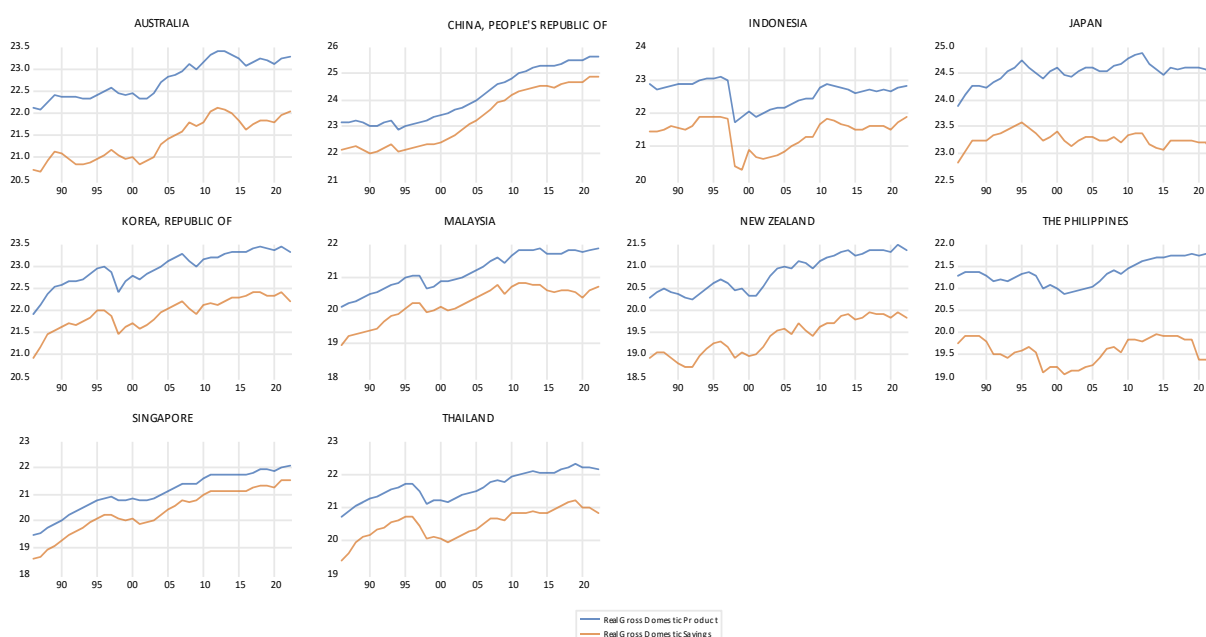 AUSTRALIA
23.5
23.0
22.5
22.0
21.5
21.0
20.5
90 95 00 05 10 15 20
CHINA, PEOPLE'S REPUBLIC OF
26
25
24
23
22
21
90 95 00 05 10 15 20
INDONESIA
24
23
22
21
20
90 95 00 05 10 15 20
JAPAN
25.0
24.5
24.0
23.5
23.0
22.5
90 95 00 05 10 15 20
KOREA, REPUBLIC OF
23.5
23.0
22.5
22.0
21.5
21.0
20.5
90 95 00 05 10 15 20
MALAYSIA
22
21
20
19
18
90 95 00 05 10 15 20
NEW ZEALAND
21.5
21.0
20.5
20.0
19.5
19.0
18.5
90 95 00 05 10 15 20
THE PHILIPPINES
22.0
21.5
21.0
20.5
20.0
19.5
19.0
90 95 00 05 10 15 20
SINGAPORE
23
22
21
20
19
18
90 95 00 05 10 15 20
THAILAND
23
22
21
20
19
90 95 00 05 10 15 20
Real Gross Domestic Product
Real Gross Domestic Savings